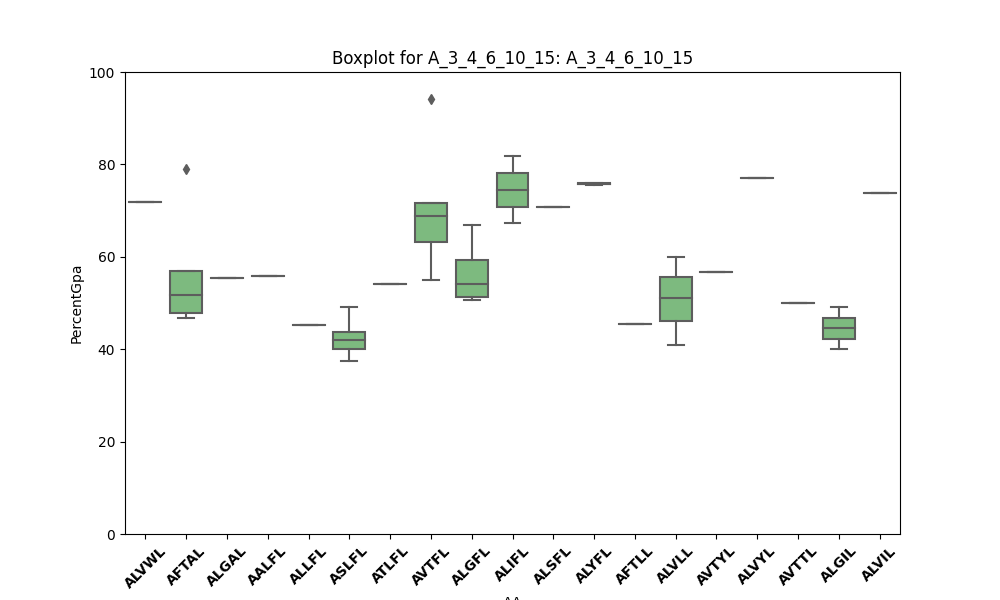 Boxplot for A_3_4_6_10_15: A_3_4_6_10_15
PercentGpa
100
80
60
40
20
0
ALVWL AFTAL ALGAL AALFL ALLFL ASLFL ATLFL AVTFL ALGFL ALIFL ALSFL ALYFL AFTLL ALVLL AVTYL ALVYL AVTTL ALGIL ALVIL